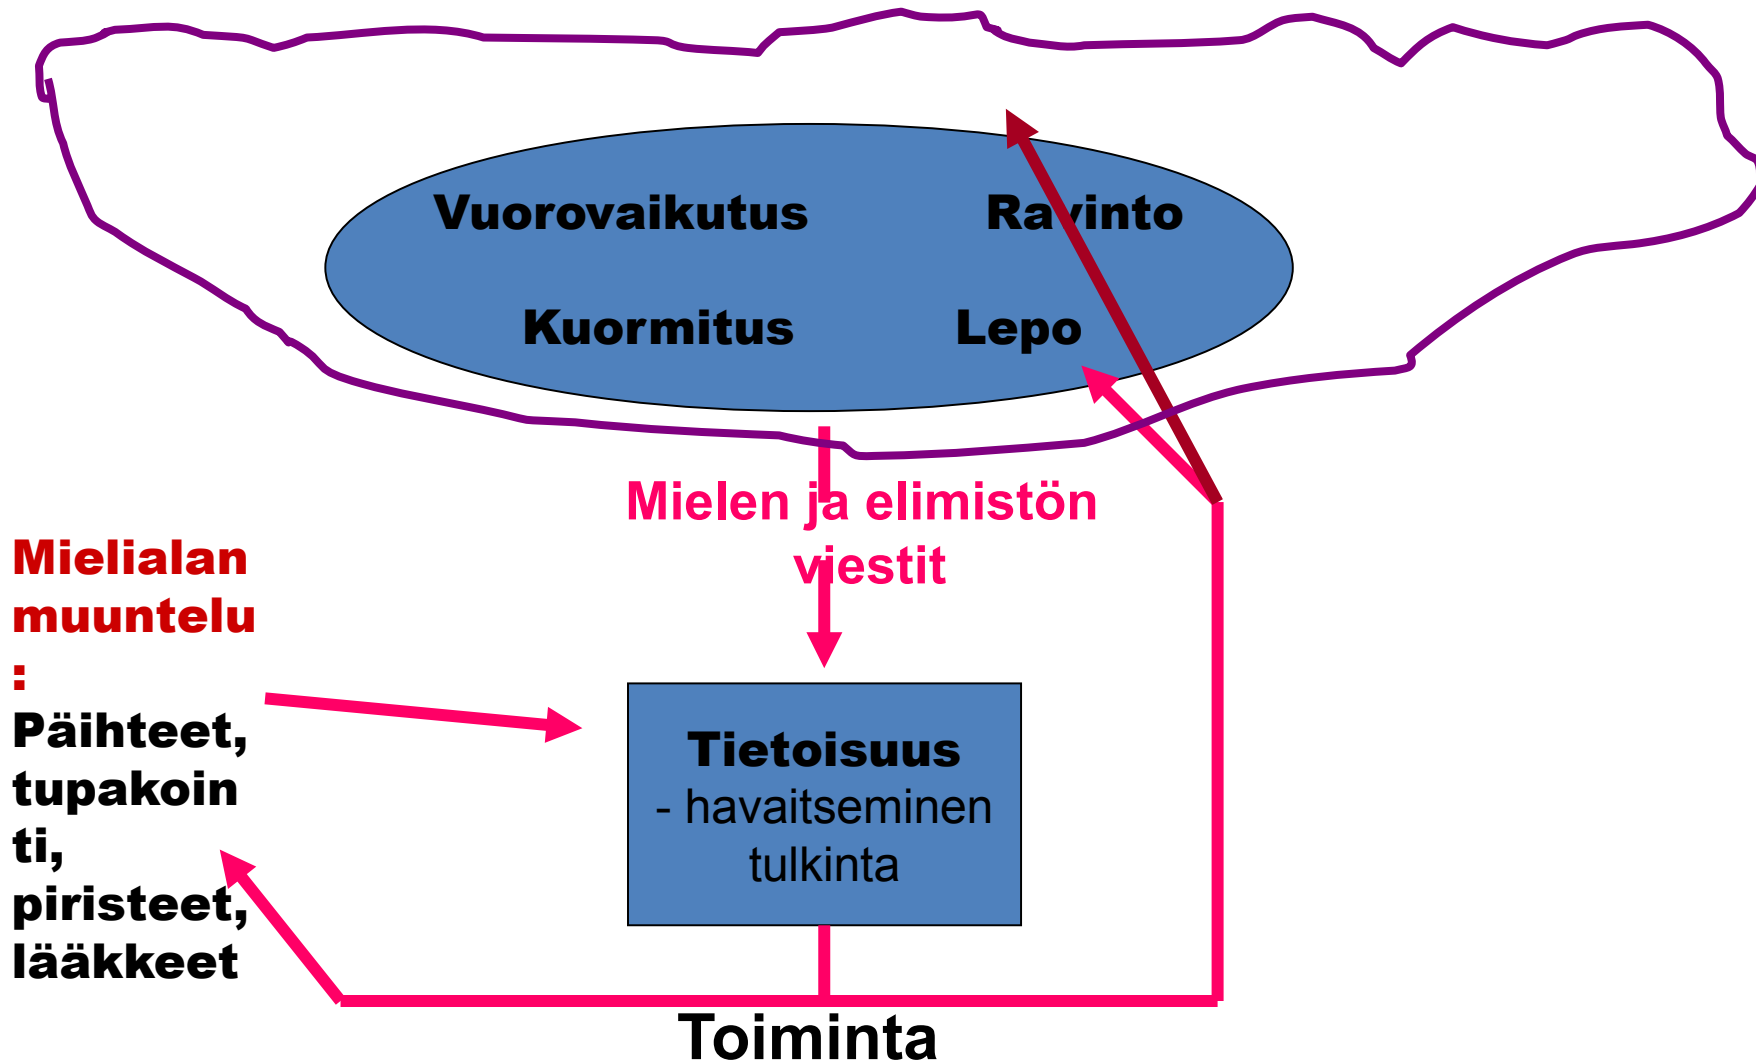 Vuorovaikutus Ravinto
Kuormitus Lepo
Mielen ja elimistön
viestit
Mielialan
muuntelu
:
Päihteet,
tupakoin
ti,
piristeet,
lääkkeet
Tietoisuus
- havaitseminen
tulkinta
Toiminta